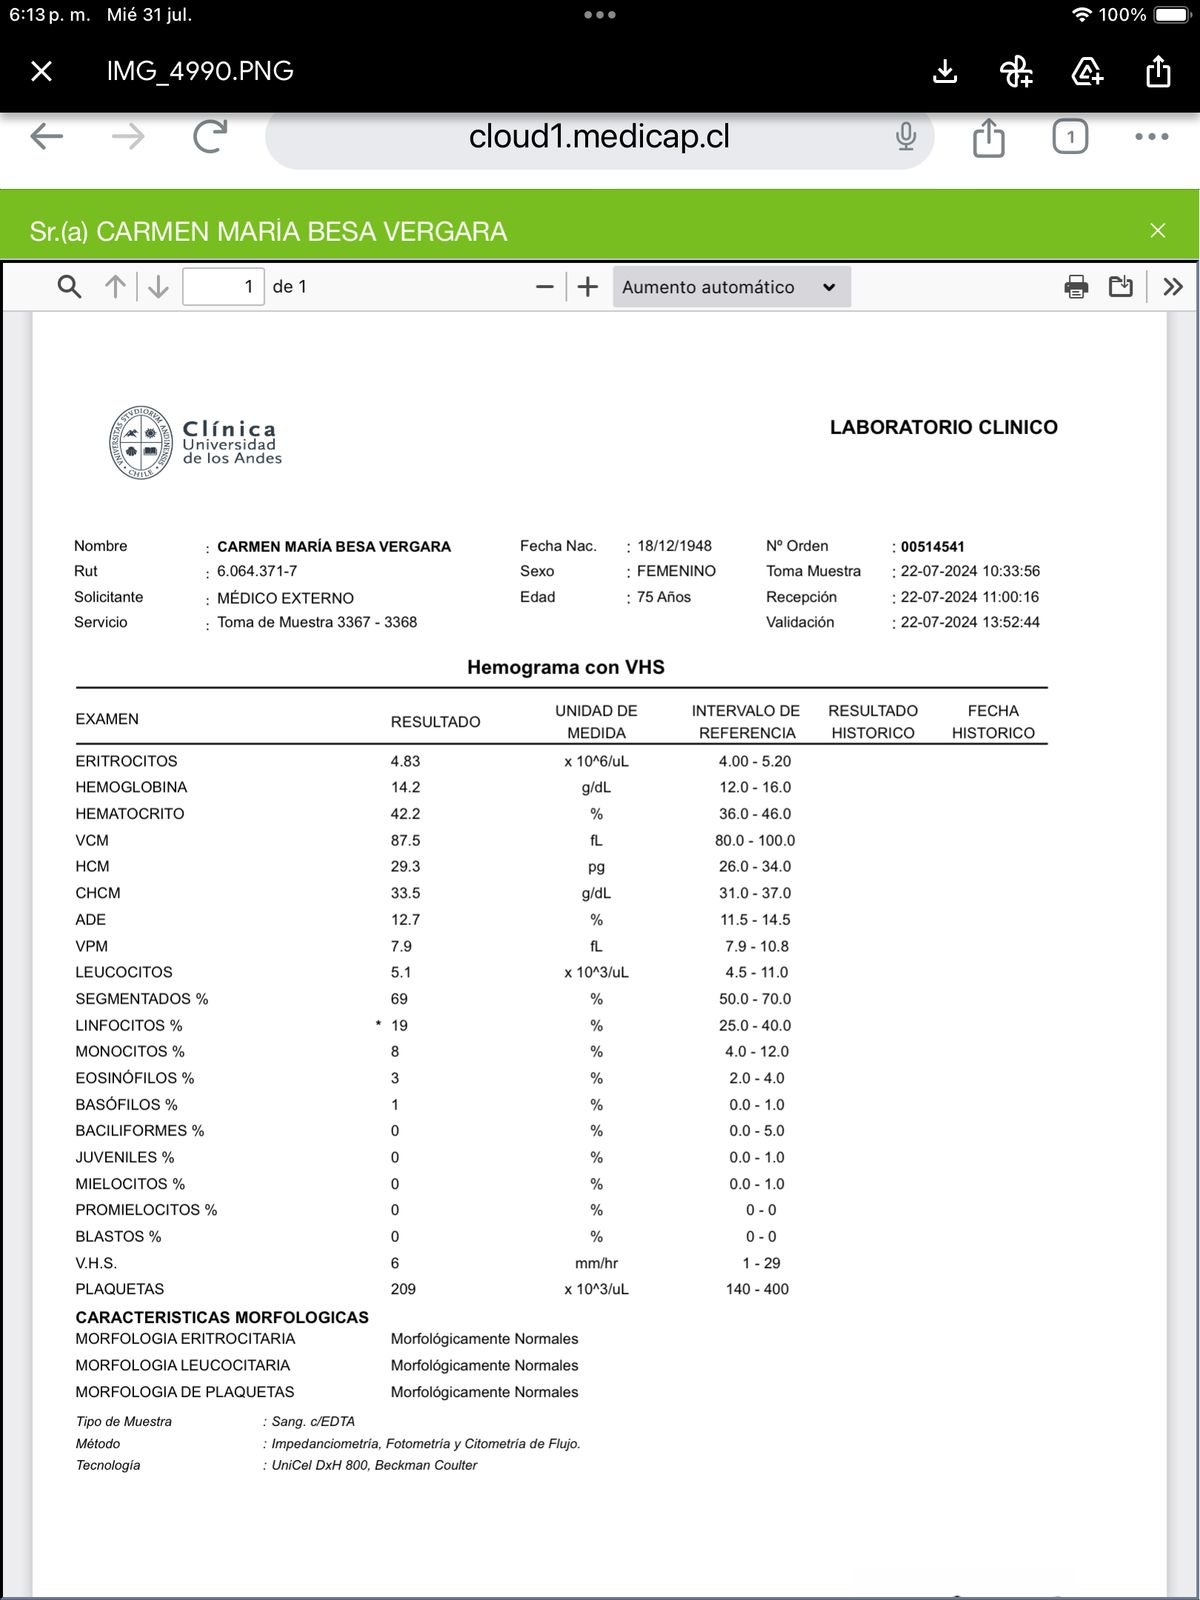 6:13 p. m. Mié 31 jul.
100%
IMG_4990.PNG
cloud1.medicap.cl
1
Sr.(a) CARMEN MARÍA BESA VERGARA
1 de 1
Aumento automático
UNIVERSITAS STVDIORVM ANDINENSIS
CHILE
Clínica
Universidad
de los Andes
LABORATORIO CLINICO
Nombre : CARMEN MARÍA BESA VERGARA Fecha Nac. : 18/12/1948 Nº Orden : 00514541
Rut : 6.064.371-7 Sexo : FEMENINO Toma Muestra : 22-07-2024 10:33:56
Solicitante : MÉDICO EXTERNO Edad : 75 Años Recepción : 22-07-2024 11:00:16
Servicio : Toma de Muestra 3367 - 3368 Validación : 22-07-2024 13:52:44
Hemograma con VHS
EXAMEN RESULTADO UNIDAD DE MEDIDA INTERVALO DE REFERENCIA RESULTADO HISTORICO FECHA HISTORICO
ERITROCITOS 4.83 x 10^6/uL 4.00 - 5.20
HEMOGLOBINA 14.2 g/dL 12.0 - 16.0
HEMATOCRITO 42.2 % 36.0 - 46.0
VCM 87.5 fL 80.0 - 100.0
HCM 29.3 pg 26.0 - 34.0
CHCM 33.5 g/dL 31.0 - 37.0
ADE 12.7 % 11.5 - 14.5
VPM 7.9 fL 7.9 - 10.8
LEUCOCITOS 5.1 x 10^3/uL 4.5 - 11.0
SEGMENTADOS % 69 % 50.0 - 70.0
LINFOCITOS % * 19 % 25.0 - 40.0
MONOCITOS % 8 % 4.0 - 12.0
EOSINÓFILOS % 3 % 2.0 - 4.0
BASÓFILOS % 1 % 0.0 - 1.0
BACILIFORMES % 0 % 0.0 - 5.0
JUVENILES % 0 % 0.0 - 1.0
MIELOCITOS % 0 % 0.0 - 1.0
PROMIELOCITOS % 0 % 0 - 0
BLASTOS % 0 % 0 - 0
V.H.S. 6 mm/hr 1 - 29
PLAQUETAS 209 x 10^3/uL 140 - 400
CARACTERISTICAS MORFOLOGICAS
MORFOLOGIA ERITROCITARIA Morfológicamente Normales
MORFOLOGIA LEUCOCITARIA Morfológicamente Normales
MORFOLOGIA DE PLAQUETAS Morfológicamente Normales
Tipo de Muestra : Sang. c/EDTA
Método : Impedanciometría, Fotometría y Citometría de Flujo.
Tecnología : UniCel DxH 800, Beckman Coulter